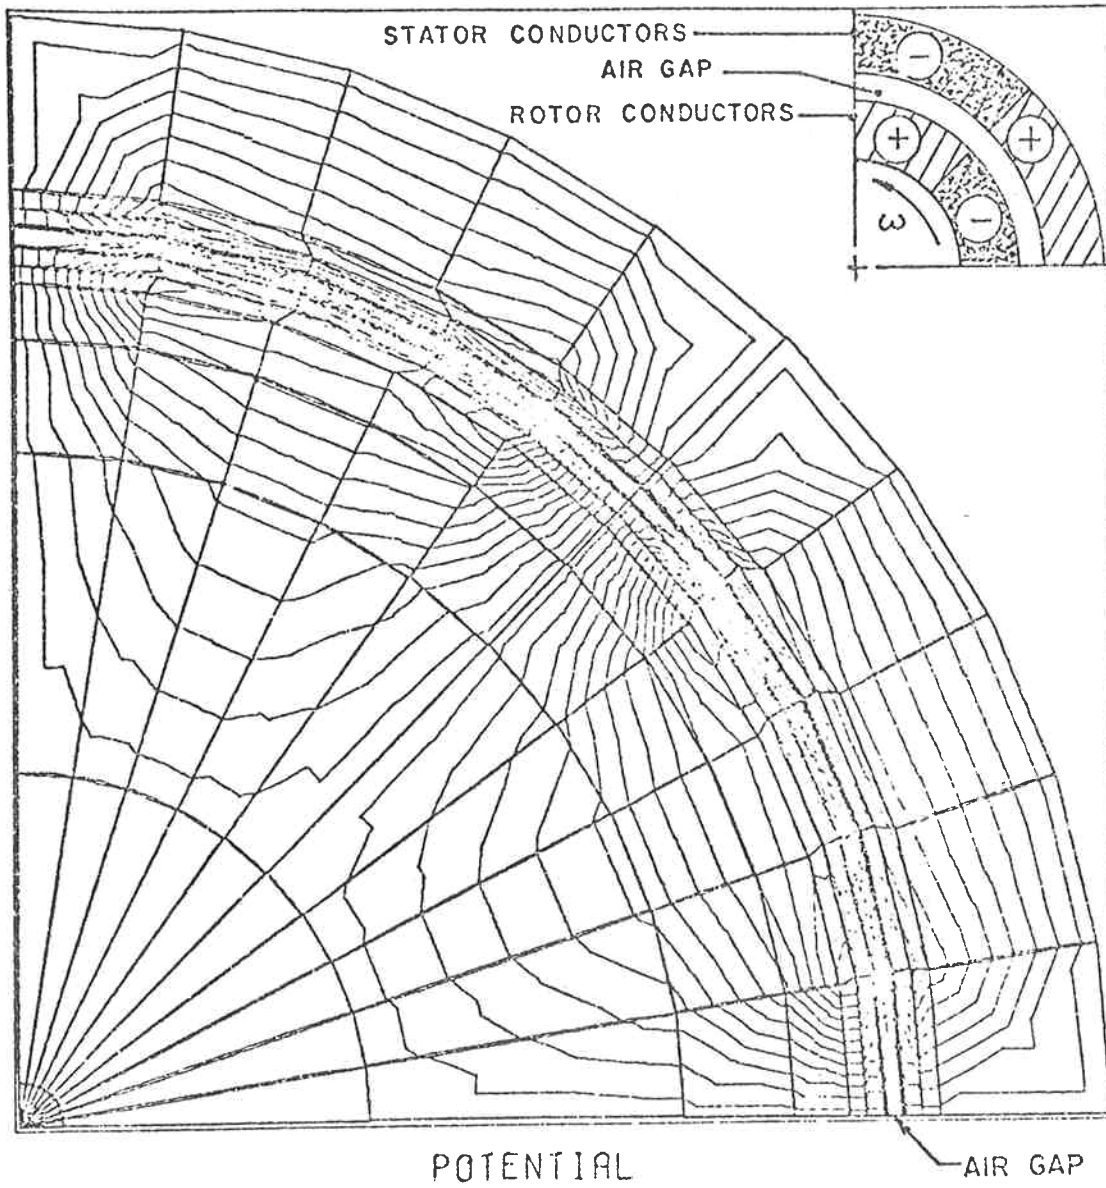 STATOR CONDUCTORS
AIR GAP
ROTOR CONDUCTORS
−
+
+
−
ω
POTENTIAL
AIR GAP